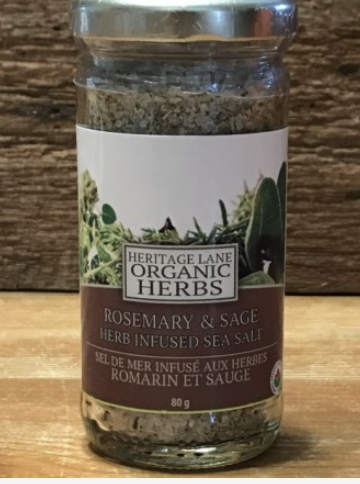 HERITAGE LANE
ORGANIC
HERBS
ROSEMARY & SAGE
HERB INFUSED SEA SALT
SEL DE MER INFUSÉ AUX HERBES
ROMARIN ET SAUGE
80 g